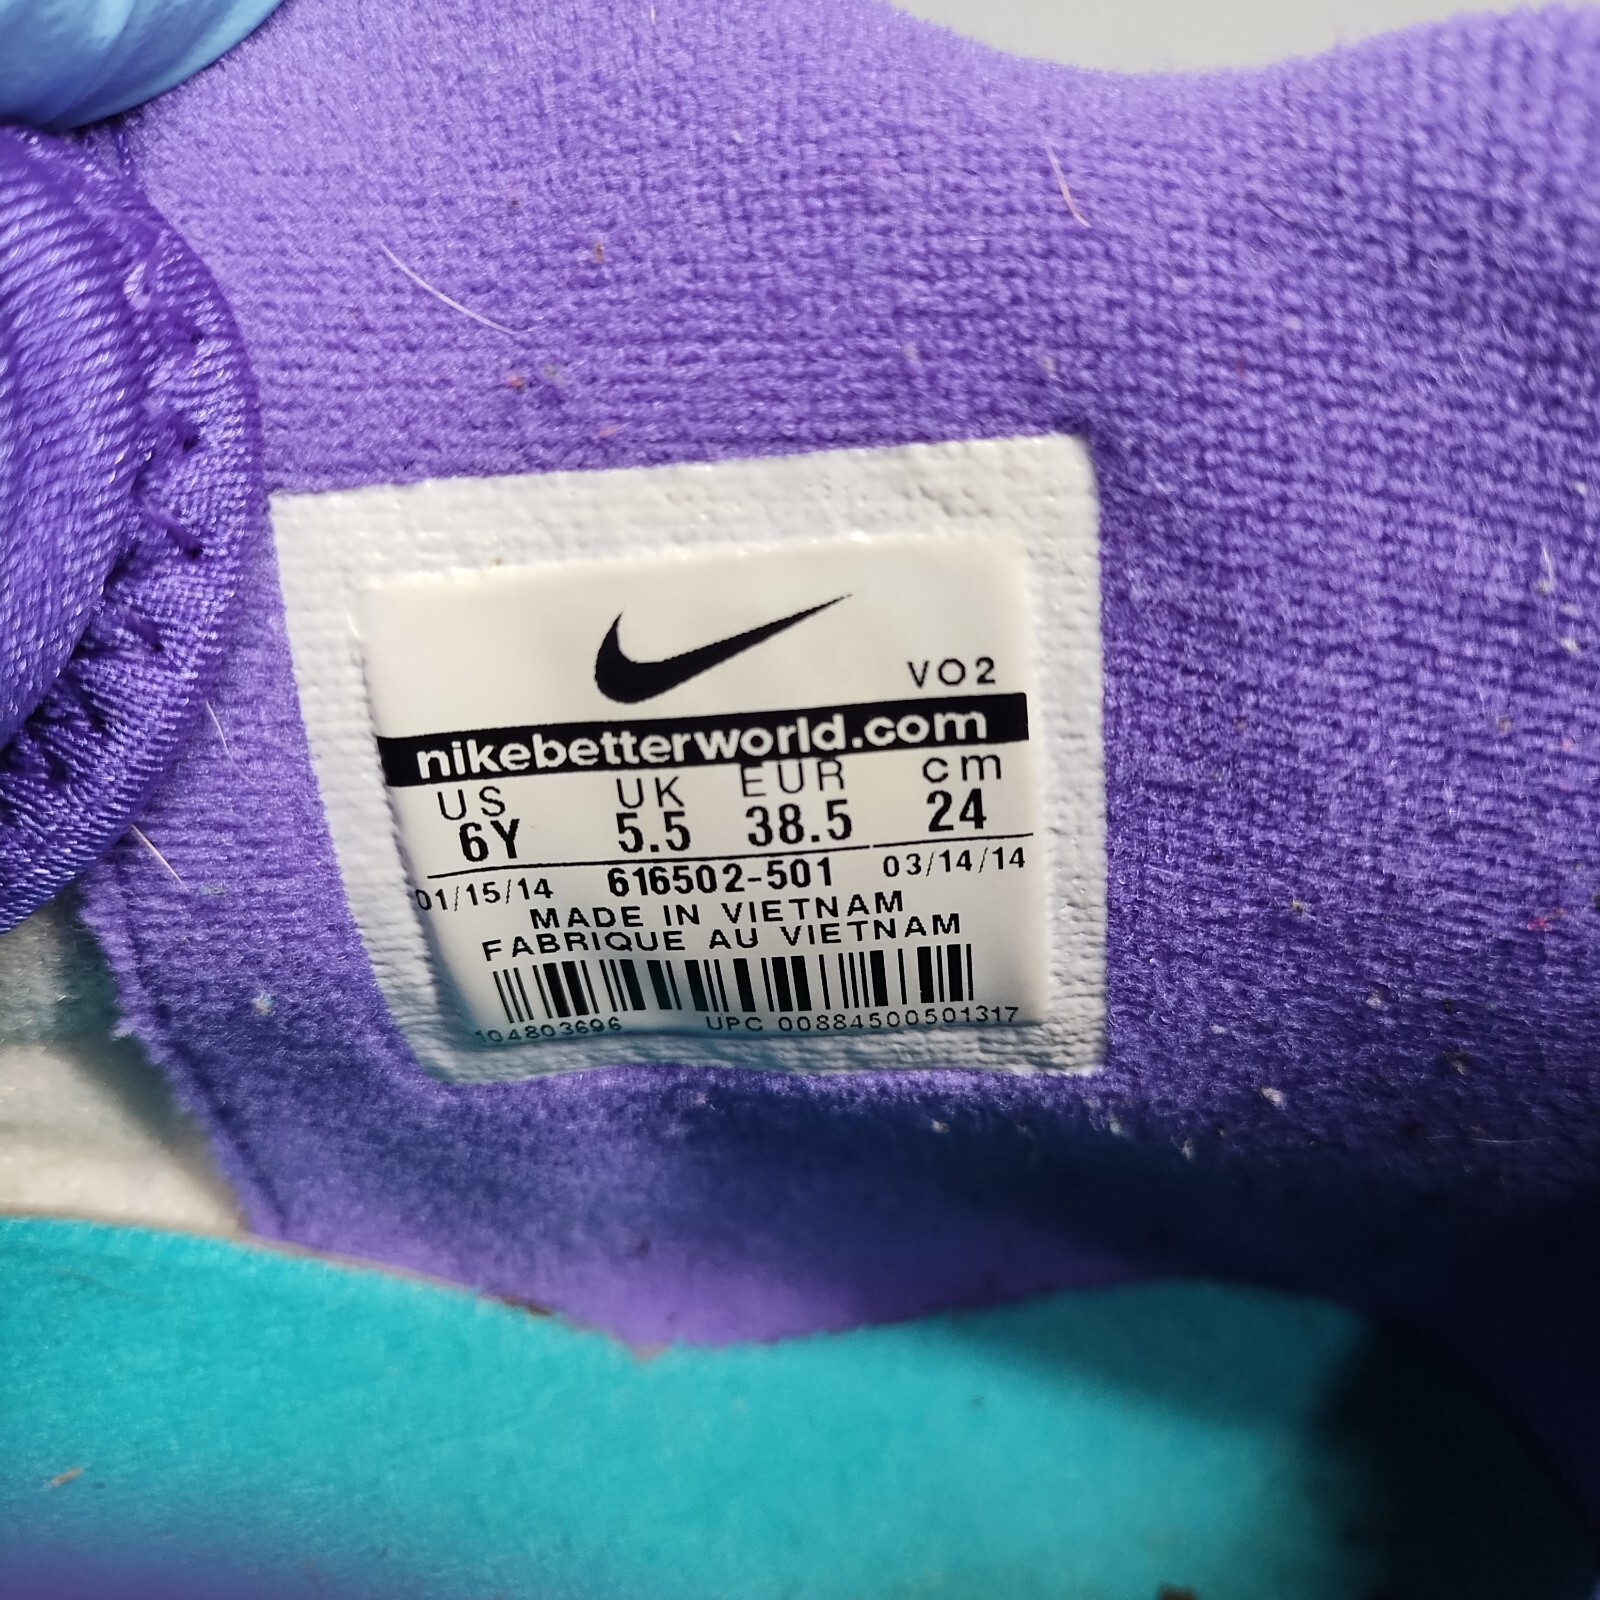 VO2
nikebetterworld.com
US UK EUR cm
6Y 5.5 38.5 24
01/15/14 616502-501 03/14/14
MADE IN VIETNAM
FABRIQUE AU VIETNAM
104803696 UPC 00884500501317